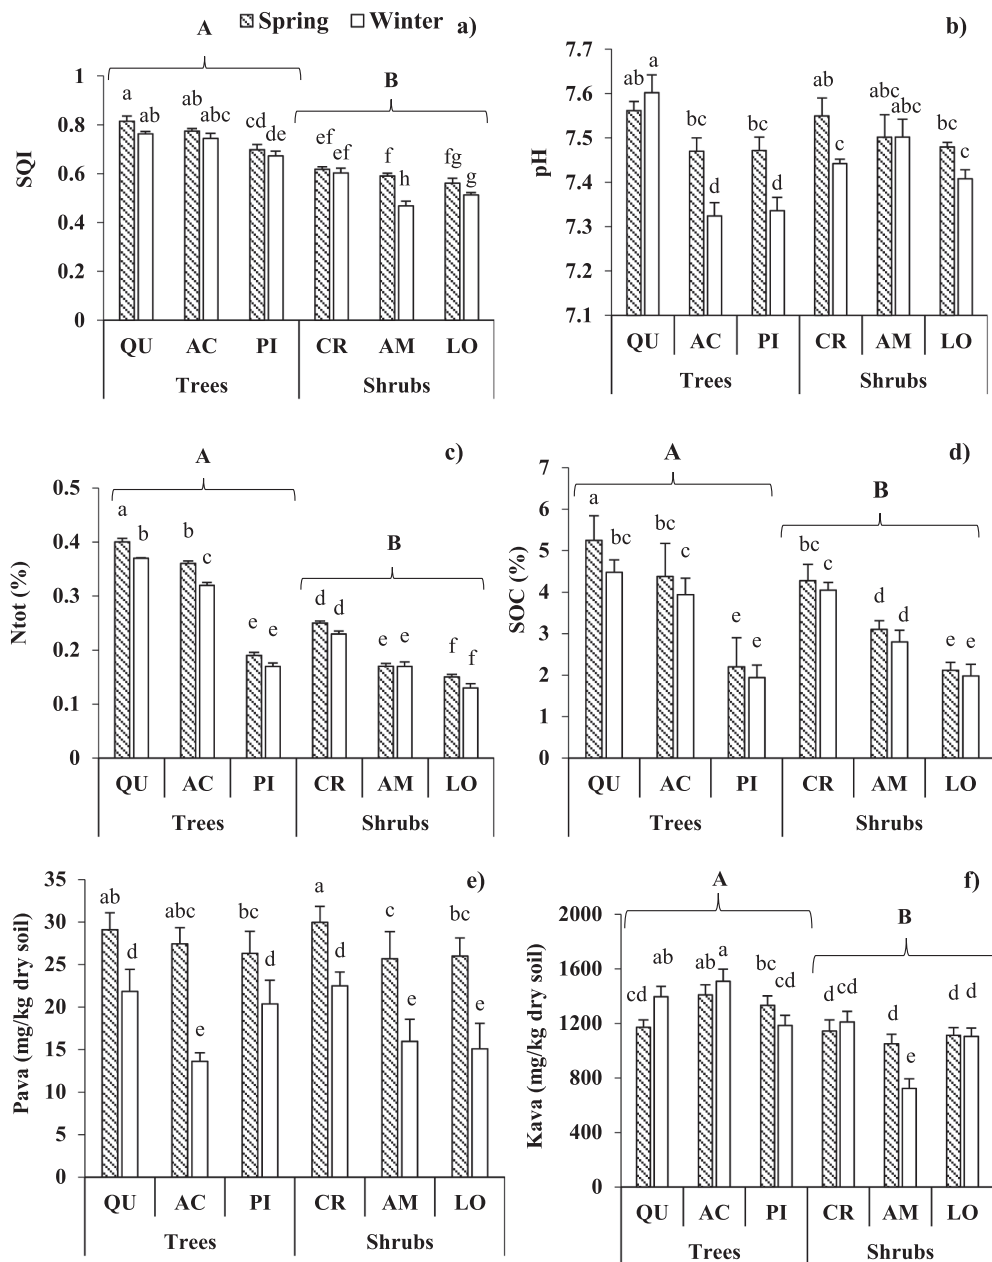 Spring Winter
a)
A
B
SQI
1
0.8
0.6
0.4
0.2
0
a ab ab abc cd de ef ef f h fg g
QU AC PI CR AM LO
Trees Shrubs
b)
pH
7.7
7.6
7.5
7.4
7.3
7.2
7.1
ab a bc d bc d ab c abc abc bc c
QU AC PI CR AM LO
Trees Shrubs
c)
A
B
Ntot (%)
0.5
0.4
0.3
0.2
0.1
0
a b b c e e d d e e f f
QU AC PI CR AM LO
Trees Shrubs
d)
A
B
SOC (%)
7
6
5
4
3
2
1
0
a bc bc c e e bc c d d e e
QU AC PI CR AM LO
Trees Shrubs
e)
Pava (mg/kg dry soil)
35
30
25
20
15
10
5
0
ab d abc e bc d a d c e bc e
QU AC PI CR AM LO
Trees Shrubs
f)
A
B
Kava (mg/kg dry soil)
2000
1600
1200
800
400
0
cd ab ab a bc cd d cd d e d d
QU AC PI CR AM LO
Trees Shrubs